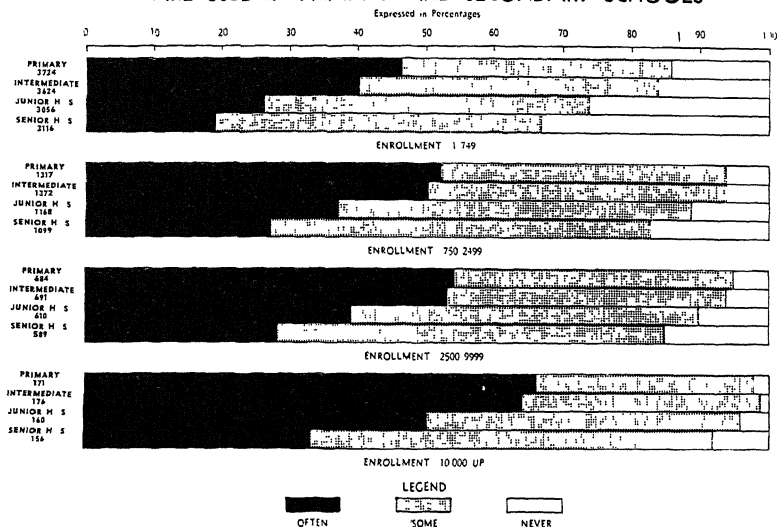 SECONDARY SCHOOLS
Expressed in Percentages
0 10 20 30 40 50 60 70 80 90
PRIMARY
3724
INTERMEDIATE
3624
JUNIOR H S
3056
SENIOR H S
2116
ENROLLMENT 1 749
PRIMARY
1317
INTERMEDIATE
1272
JUNIOR H S
1168
SENIOR H S
1099
ENROLLMENT 750 2499
PRIMARY
684
INTERMEDIATE
691
JUNIOR H S
610
SENIOR H S
589
ENROLLMENT 2500 9999
PRIMARY
171
INTERMEDIATE
176
JUNIOR H S
160
SENIOR H S
156
ENROLLMENT 10 000 UP
LEGEND
OFTEN SOME NEVER